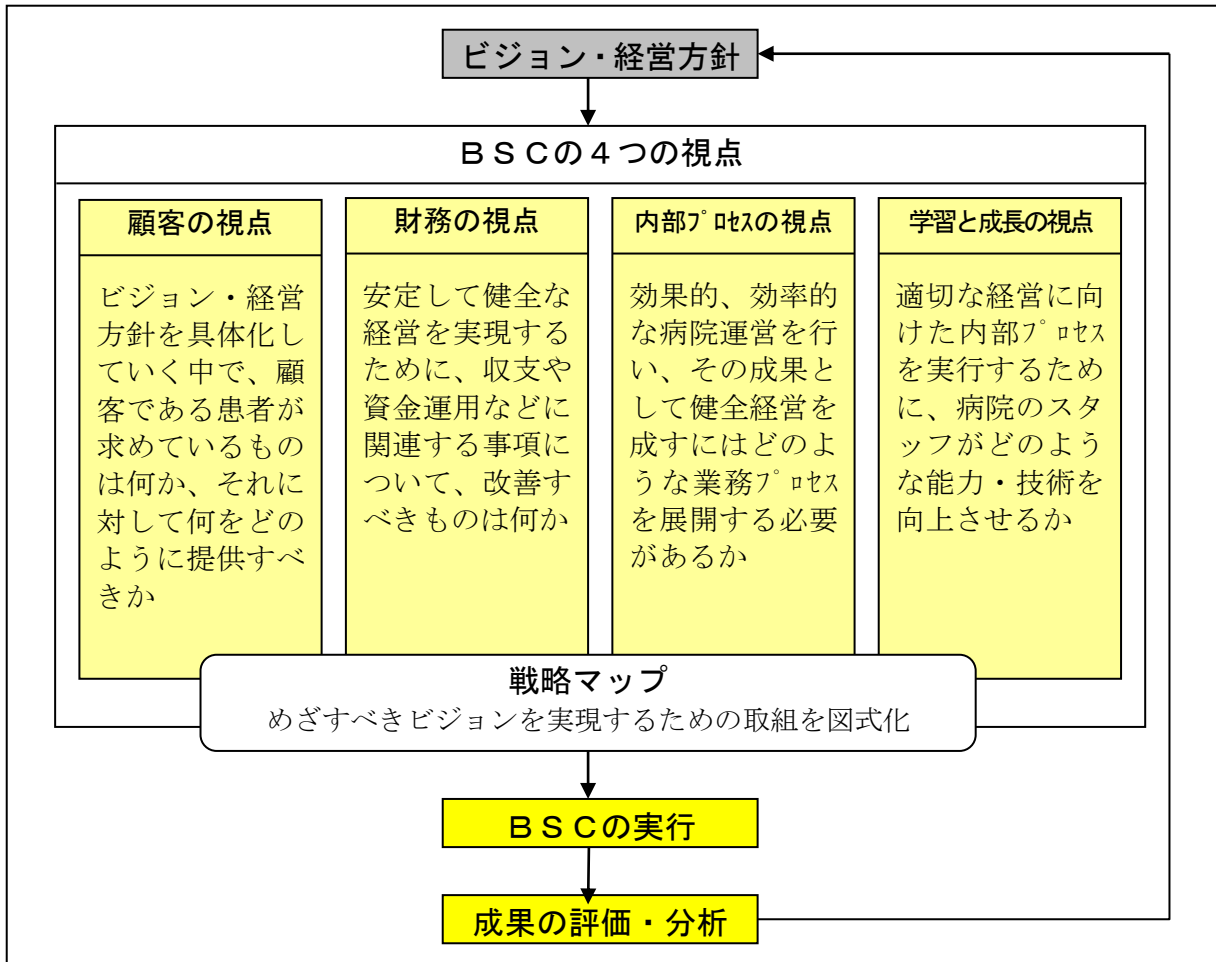 ビジョン・経営方針
ＢＳＣの４つの視点
顧客の視点
ビジョン・経営
方針を具体化し
ていく中で、顧
客である患者が
求めているもの
は何か、それに
対して何をどの
ように提供すべ
きか
財務の視点
安定して健全な
経営を実現する
ために、収支や
資金運用などに
関連する事項に
ついて、改善す
べきものは何か
内部ﾌﾟﾛｾｽの視点
効果的、効率的
な病院運営を行
い、その成果と
して健全経営を
成すにはどのよ
うな業務ﾌﾟﾛｾｽ
を展開する必要
があるか
学習と成長の視点
適切な経営に向
けた内部ﾌﾟﾛｾｽ
を実行するため
に、病院のスタ
ッフがどのよう
な能力・技術を
向上させるか
戦略マップ
めざすべきビジョンを実現するための取組を図式化
ＢＳＣの実行
成果の評価・分析